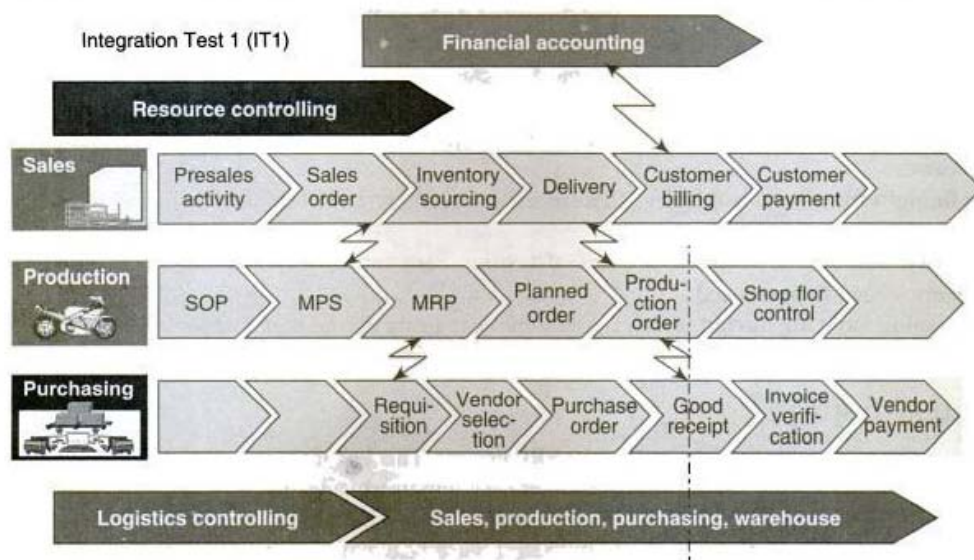 Integration Test 1 (IT1)
Financial accounting
Resource controlling
Sales
Presales
activity
Sales
order
Inventory
sourcing
Delivery
Customer
billing
Customer
payment
Production
SOP
MPS
MRP
Planned
order
Produ-
ction
order
Shop flor
control
Purchasing
Requi-
sition
Vendor
selec-
tion
Purchase
order
Good
receipt
Invoice
verifi-
cation
Vendor
payment
Logistics controlling
Sales, production, purchasing, warehouse